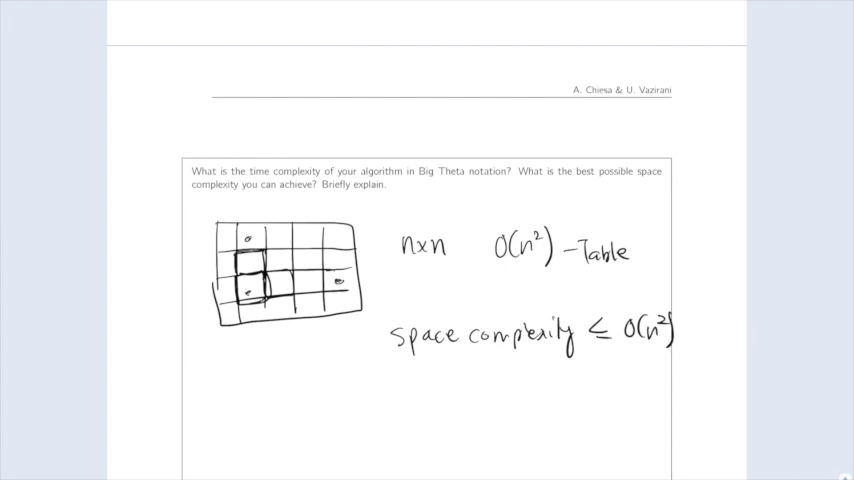 A. Chiesa & U. Vazirani
What is the time complexity of your algorithm in Big Theta notation? What is the best possible space
complexity you can achieve? Briefly explain.
n×n O(n²) – Table
space complexity ≤ O(n²)